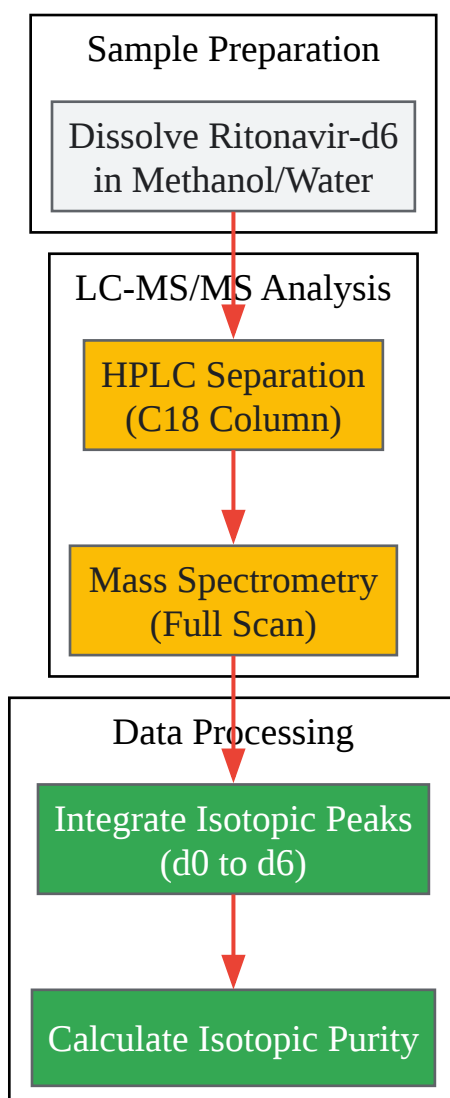 Sample Preparation
Dissolve Ritonavir-d6
in Methanol/Water
LC-MS/MS Analysis
HPLC Separation
(C18 Column)
Mass Spectrometry
(Full Scan)
Data Processing
Integrate Isotopic Peaks
(d0 to d6)
Calculate Isotopic Purity